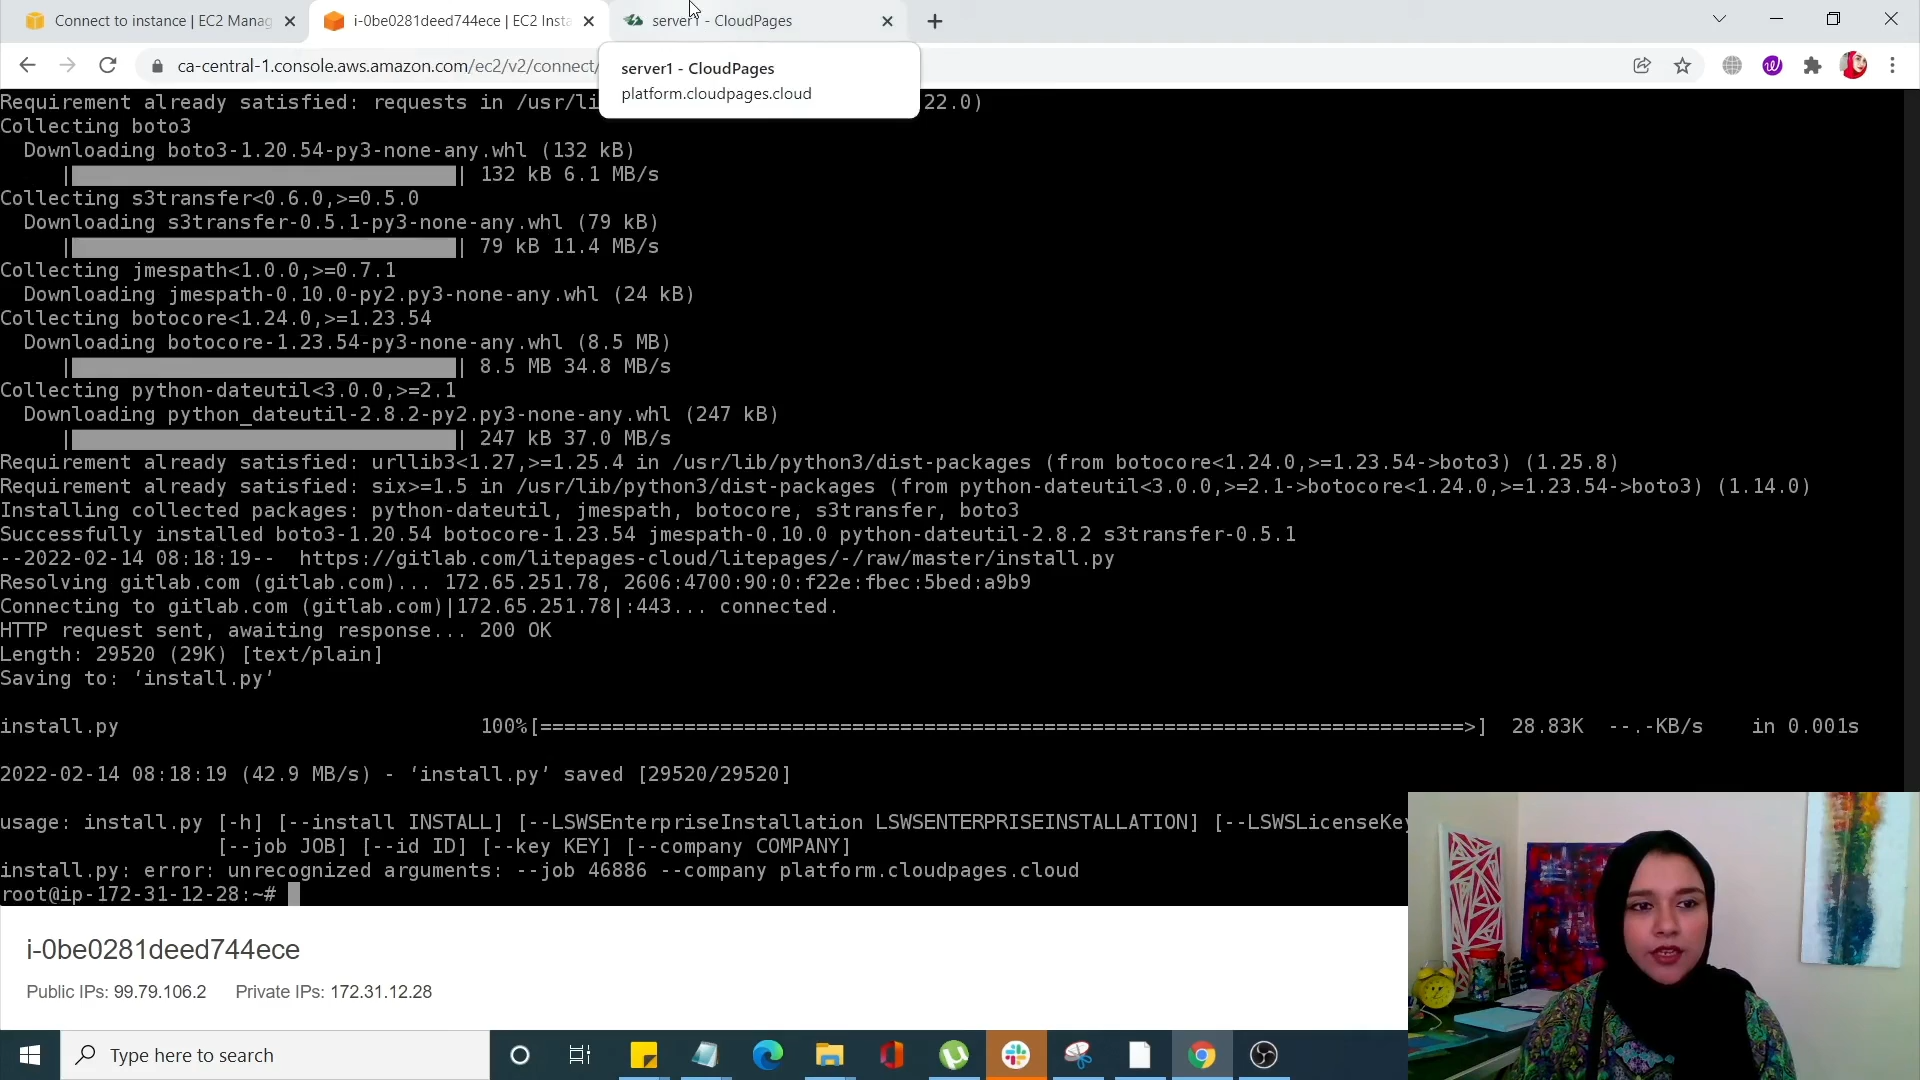 Connect to instance | EC2 Manag
i-0be0281deed744ece | EC2 Insta
server1 - CloudPages
ca-central-1.console.aws.amazon.com/ec2/v2/connect/
server1 - CloudPages
platform.cloudpages.cloud
Requirement already satisfied: requests in /usr/li 22.0)
Collecting boto3
Downloading boto3-1.20.54-py3-none-any.whl (132 kB)
| | 132 kB 6.1 MB/s
Collecting s3transfer<0.6.0,>=0.5.0
Downloading s3transfer-0.5.1-py3-none-any.whl (79 kB)
| | 79 kB 11.4 MB/s
Collecting jmespath<1.0.0,>=0.7.1
Downloading jmespath-0.10.0-py2.py3-none-any.whl (24 kB)
Collecting botocore<1.24.0,>=1.23.54
Downloading botocore-1.23.54-py3-none-any.whl (8.5 MB)
| | 8.5 MB 34.8 MB/s
Collecting python-dateutil<3.0.0,>=2.1
Downloading python_dateutil-2.8.2-py2.py3-none-any.whl (247 kB)
| | 247 kB 37.0 MB/s
Requirement already satisfied: urllib3<1.27,>=1.25.4 in /usr/lib/python3/dist-packages (from botocore<1.24.0,>=1.23.54->boto3) (1.25.8)
Requirement already satisfied: six>=1.5 in /usr/lib/python3/dist-packages (from python-dateutil<3.0.0,>=2.1->botocore<1.24.0,>=1.23.54->boto3) (1.14.0)
Installing collected packages: python-dateutil, jmespath, botocore, s3transfer, boto3
Successfully installed boto3-1.20.54 botocore-1.23.54 jmespath-0.10.0 python-dateutil-2.8.2 s3transfer-0.5.1
--2022-02-14 08:18:19-- https://gitlab.com/litepages-cloud/litepages/-/raw/master/install.py
Resolving gitlab.com (gitlab.com)... 172.65.251.78, 2606:4700:90:0:f22e:fbec:5bed:a9b9
Connecting to gitlab.com (gitlab.com)|172.65.251.78|:443... connected.
HTTP request sent, awaiting response... 200 OK
Length: 29520 (29K) [text/plain]
Saving to: ‘install.py’
install.py 100%[=============================================================================>] 28.83K --.-KB/s in 0.001s
2022-02-14 08:18:19 (42.9 MB/s) - ‘install.py’ saved [29520/29520]
usage: install.py [-h] [--install INSTALL] [--LSWSEnterpriseInstallation LSWSENTERPRISEINSTALLATION] [--LSWSLicenseKey
[--job JOB] [--id ID] [--key KEY] [--company COMPANY]
install.py: error: unrecognized arguments: --job 46886 --company platform.cloudpages.cloud
root@ip-172-31-12-28:~#
i-0be0281deed744ece
Public IPs: 99.79.106.2 Private IPs: 172.31.12.28
Type here to search